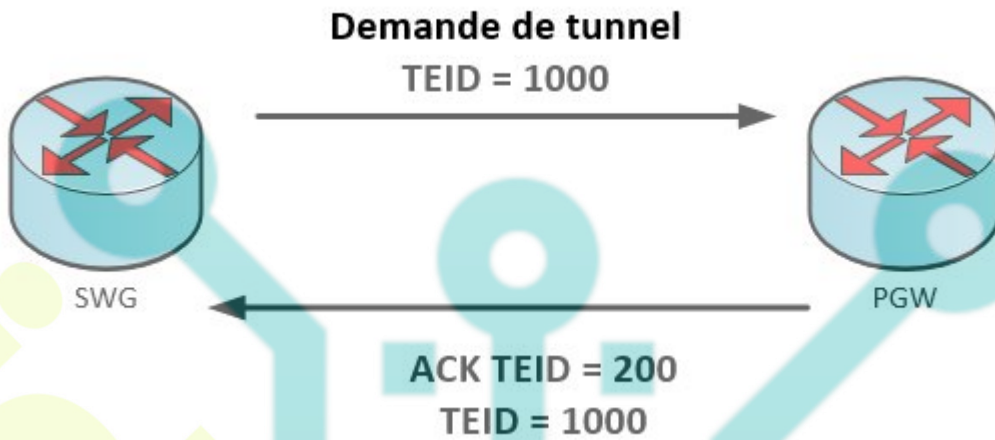 Demande de tunnel
TEID = 1000
SWG
PGW
ACK TEID = 200
TEID = 1000